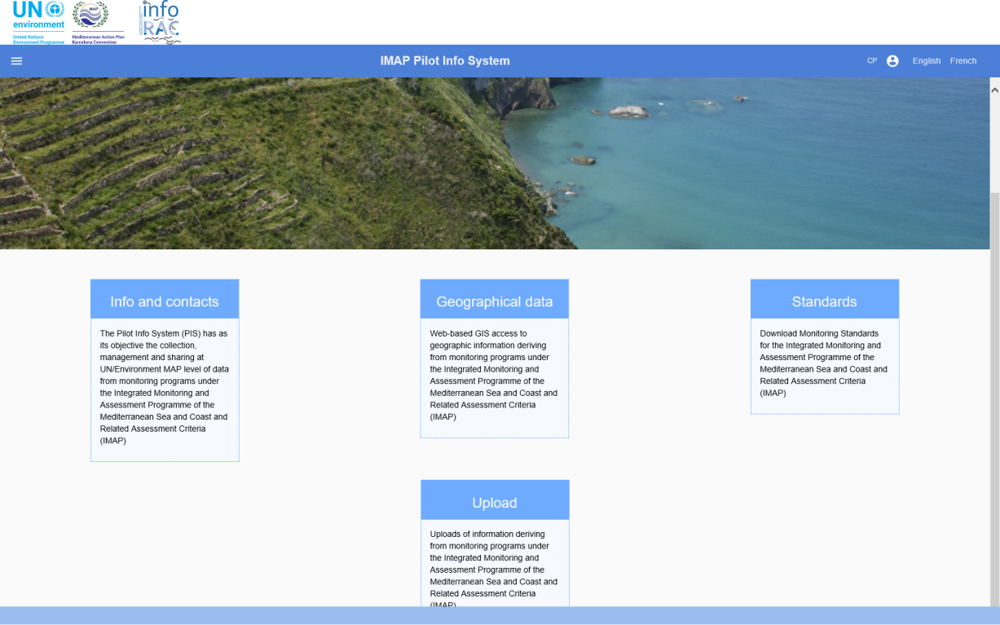 UN
environment
United Nations
Environment Programme
MAP
Mediterranean Action Plan
Barcelona Convention
info
RAC
IMAP Pilot Info System
CP
English
French
Info and contacts
The Pilot Info System (PIS) has as
its objective the collection,
management and sharing at
UN/Environment MAP level of data
from monitoring programs under
the Integrated Monitoring and
Assessment Programme of the
Mediterranean Sea and Coast and
Related Assessment Criteria
(IMAP)
Geographical data
Web-based GIS access to
geographic information deriving
from monitoring programs under
the Integrated Monitoring and
Assessment Programme of the
Mediterranean Sea and Coast and
Related Assessment Criteria
(IMAP)
Standards
Download Monitoring Standards
for the Integrated Monitoring and
Assessment Programme of the
Mediterranean Sea and Coast and
Related Assessment Criteria
(IMAP)
Upload
Uploads of information deriving
from monitoring programs under
the Integrated Monitoring and
Assessment Programme of the
Mediterranean Sea and Coast and
Related Assessment Criteria
(IMAP)